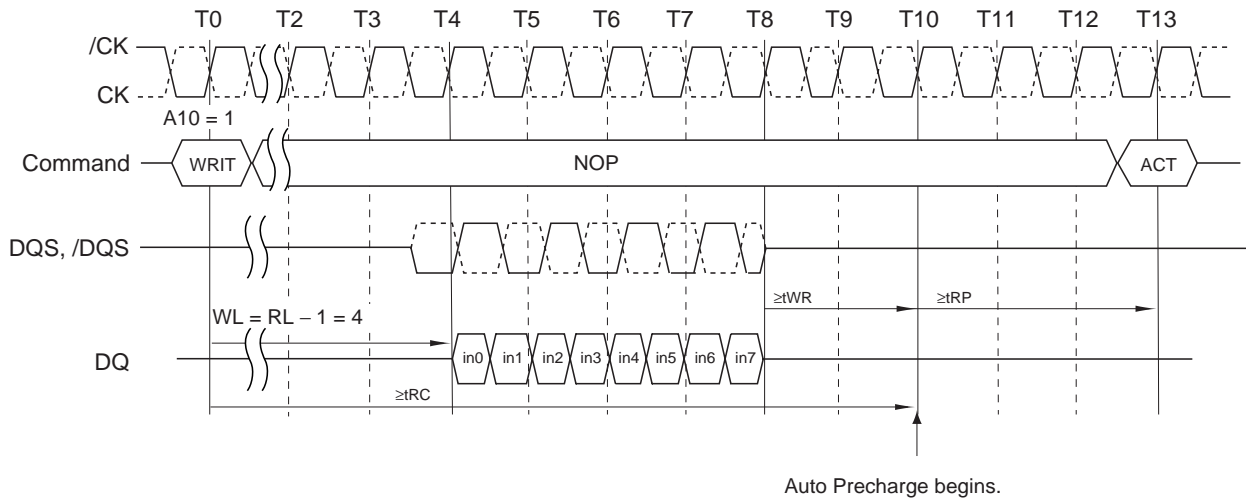 T0 T2 T3 T4 T5 T6 T7 T8 T9 T10 T11 T12 T13
/CK
CK
A10 = 1
Command WRIT NOP ACT
DQS, /DQS
≥tWR ≥tRP
WL = RL − 1 = 4
DQ in0 in1 in2 in3 in4 in5 in6 in7
≥tRC
Auto Precharge begins.